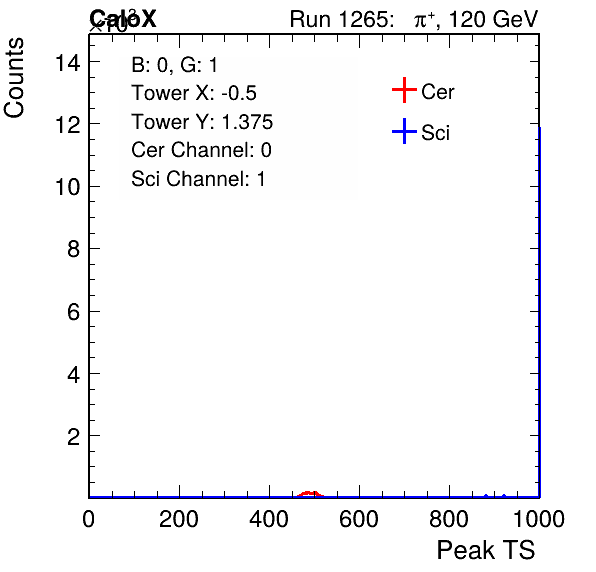 CaloX Run 1265: π⁺, 120 GeV
×10³
Counts
B: 0, G: 1
Tower X: -0.5
Tower Y: 1.375
Cer Channel: 0
Sci Channel: 1
Cer
Sci
14
12
10
8
6
4
2
0 200 400 600 800 1000
Peak TS